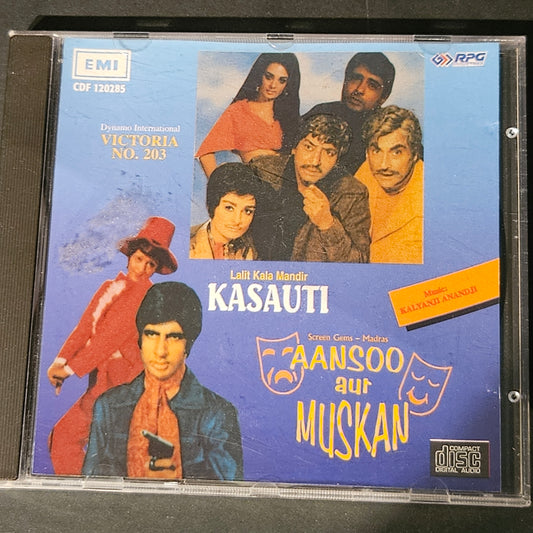 EMI
CDF 120285
RPG
Dynamo International
VICTORIA
NO. 203
Lalit Kala Mandir
KASAUTI
Music:
KALYANJI ANANDJI
Screen Gems - Madras
AANSOO
aur
MUSKAN
COMPACT
disc
DIGITAL AUDIO